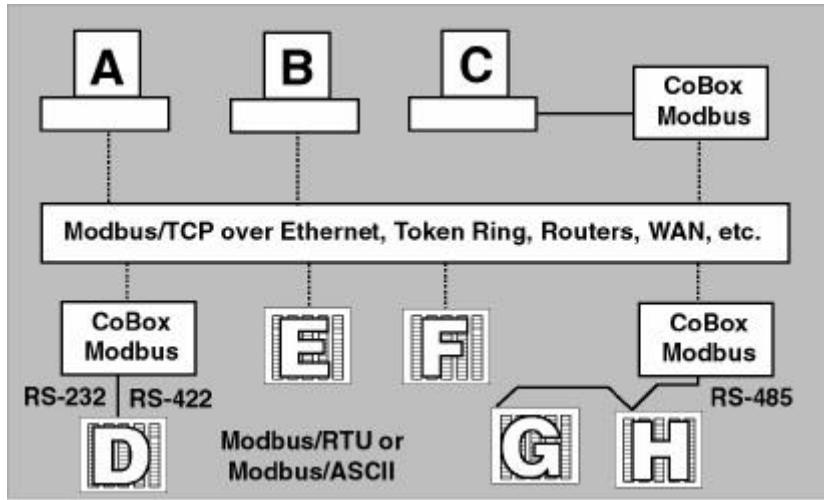 A
B
C
CoBox
Modbus
Modbus/TCP over Ethernet, Token Ring, Routers, WAN, etc.
CoBox
Modbus
E
F
CoBox
Modbus
RS-232
RS-422
RS-485
D
Modbus/RTU or
Modbus/ASCII
G
H